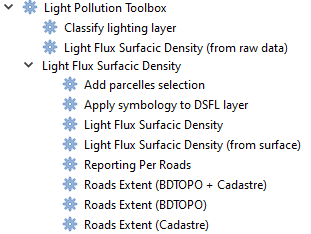 Light Pollution Toolbox
Classify lighting layer
Light Flux Surfacic Density (from raw data)
Light Flux Surfacic Density
Add parcelles selection
Apply symbology to DSFL layer
Light Flux Surfacic Density
Light Flux Surfacic Density (from surface)
Reporting Per Roads
Roads Extent (BDTOPO + Cadastre)
Roads Extent (BDTOPO)
Roads Extent (Cadastre)